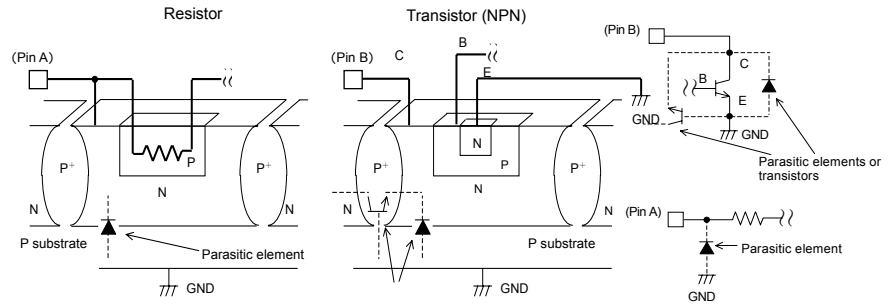 Resistor
Transistor (NPN)
(Pin A)
(Pin B)
C
B
E
(Pin B)
C
B
E
GND
GND
Parasitic elements or
transistors
P+
P
N
P+
N
N
P substrate
Parasitic element
GND
P+
N
P
N
P+
N
N
P substrate
GND
(Pin A)
Parasitic element
GND